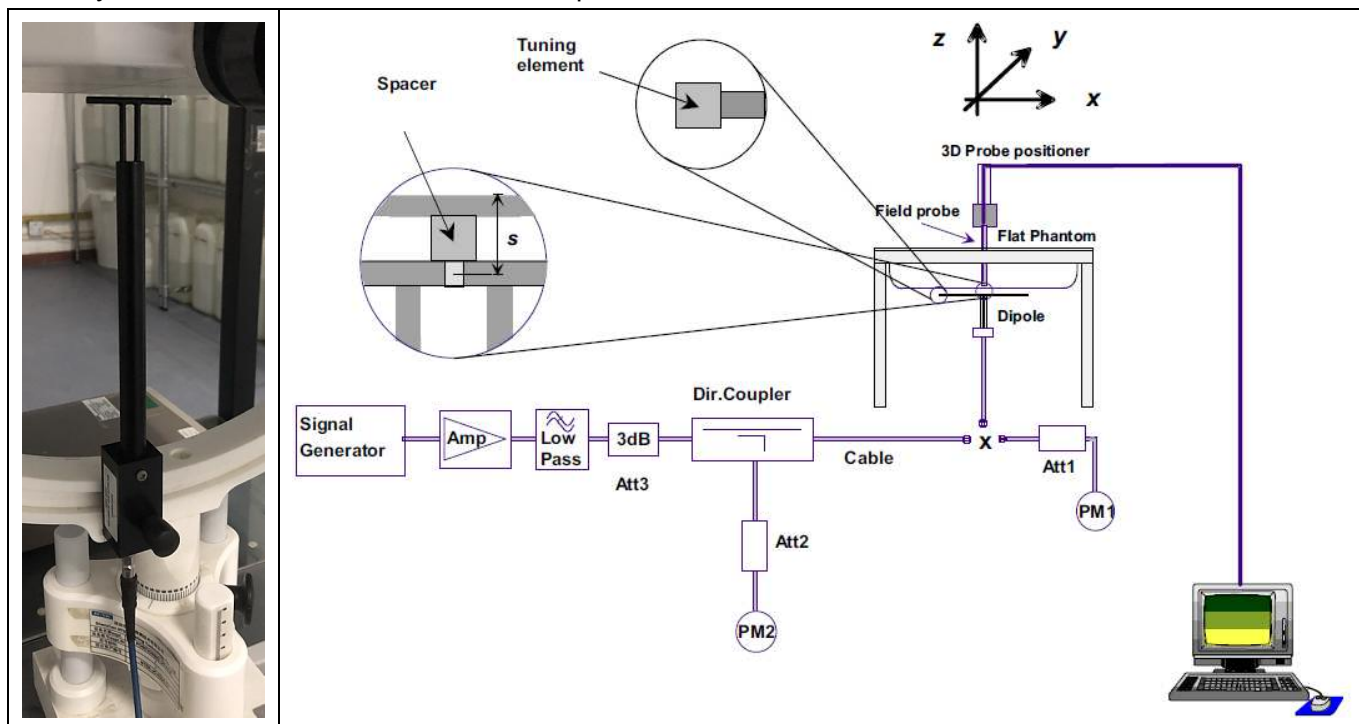 Tuning
element
Spacer
s
z
y
x
3D Probe positioner
Field probe
Flat Phantom
Dipole
Dir.Coupler
Signal
Generator
Amp
Low
Pass
3dB
Att3
Cable
x
Att1
PM1
Att2
PM2